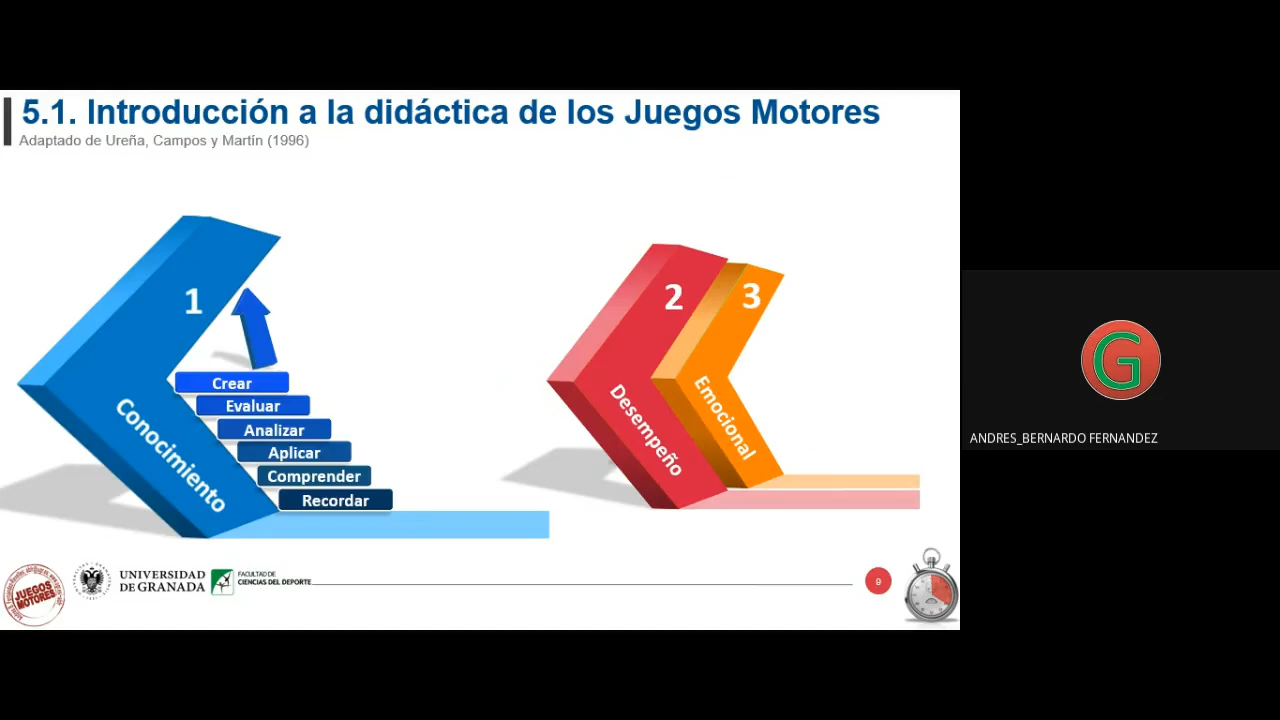 5.1. Introducción a la didáctica de los Juegos Motores
Adaptado de Ureña, Campos y Martín (1996)
1
Conocimiento
Crear
Evaluar
Analizar
Aplicar
Comprender
Recordar
2
Desempeño
3
Emocional
JUEGOS
MOTORES
UNIVERSIDAD
DE GRANADA
FACULTAD DE
CIENCIAS DEL DEPORTE
9
G
ANDRES_BERNARDO FERNANDEZ